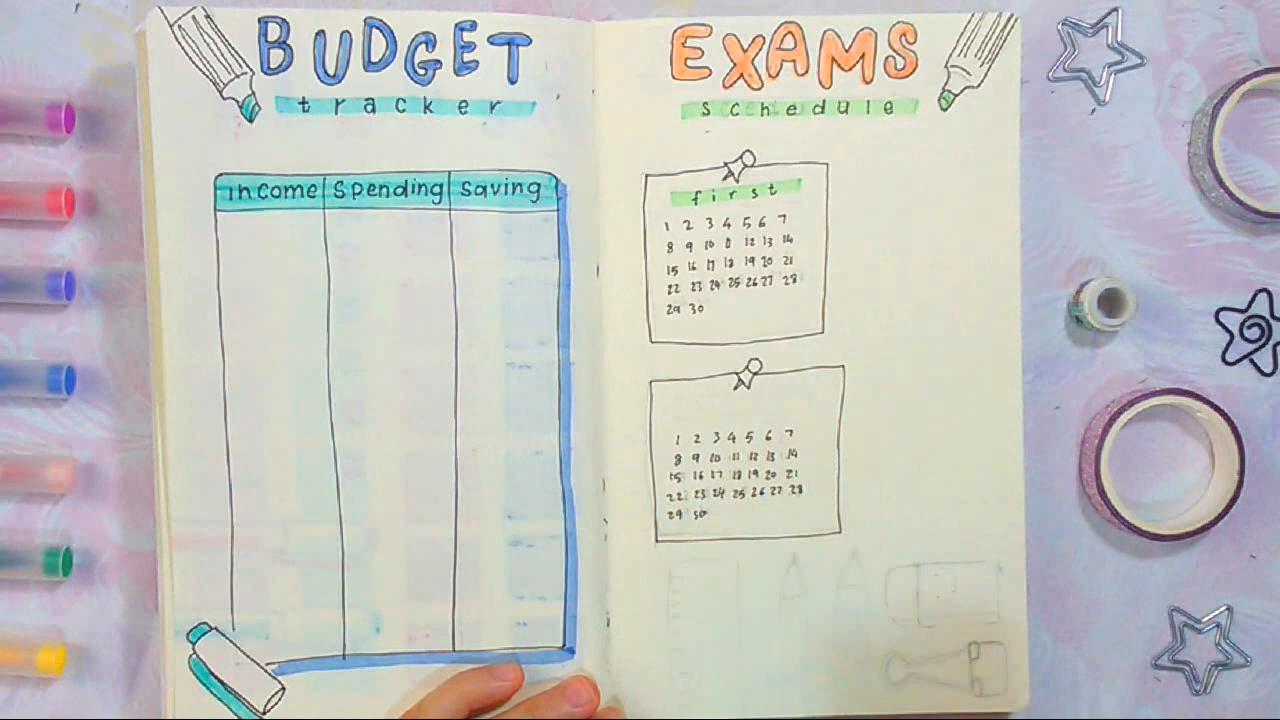 BUDGET
tracker
income spending saving
EXAMS
schedule
first
1 2 3 4 5 6 7
8 9 10 11 12 13 14
15 16 17 18 19 20 21
22 23 24 25 26 27 28
29 30
1 2 3 4 5 6 7
8 9 10 11 12 13 14
15 16 17 18 19 20 21
22 23 24 25 26 27 28
29 30